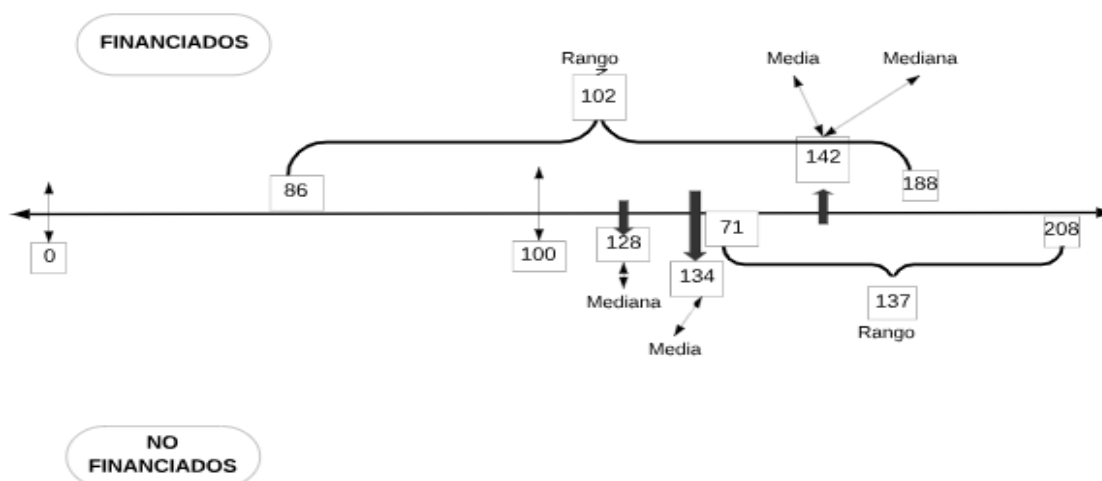 FINANCIADOS
Rango
Media
Mediana
102
142
86
188
0
100
128
134
71
208
Mediana
Media
137
Rango
NO
FINANCIADOS